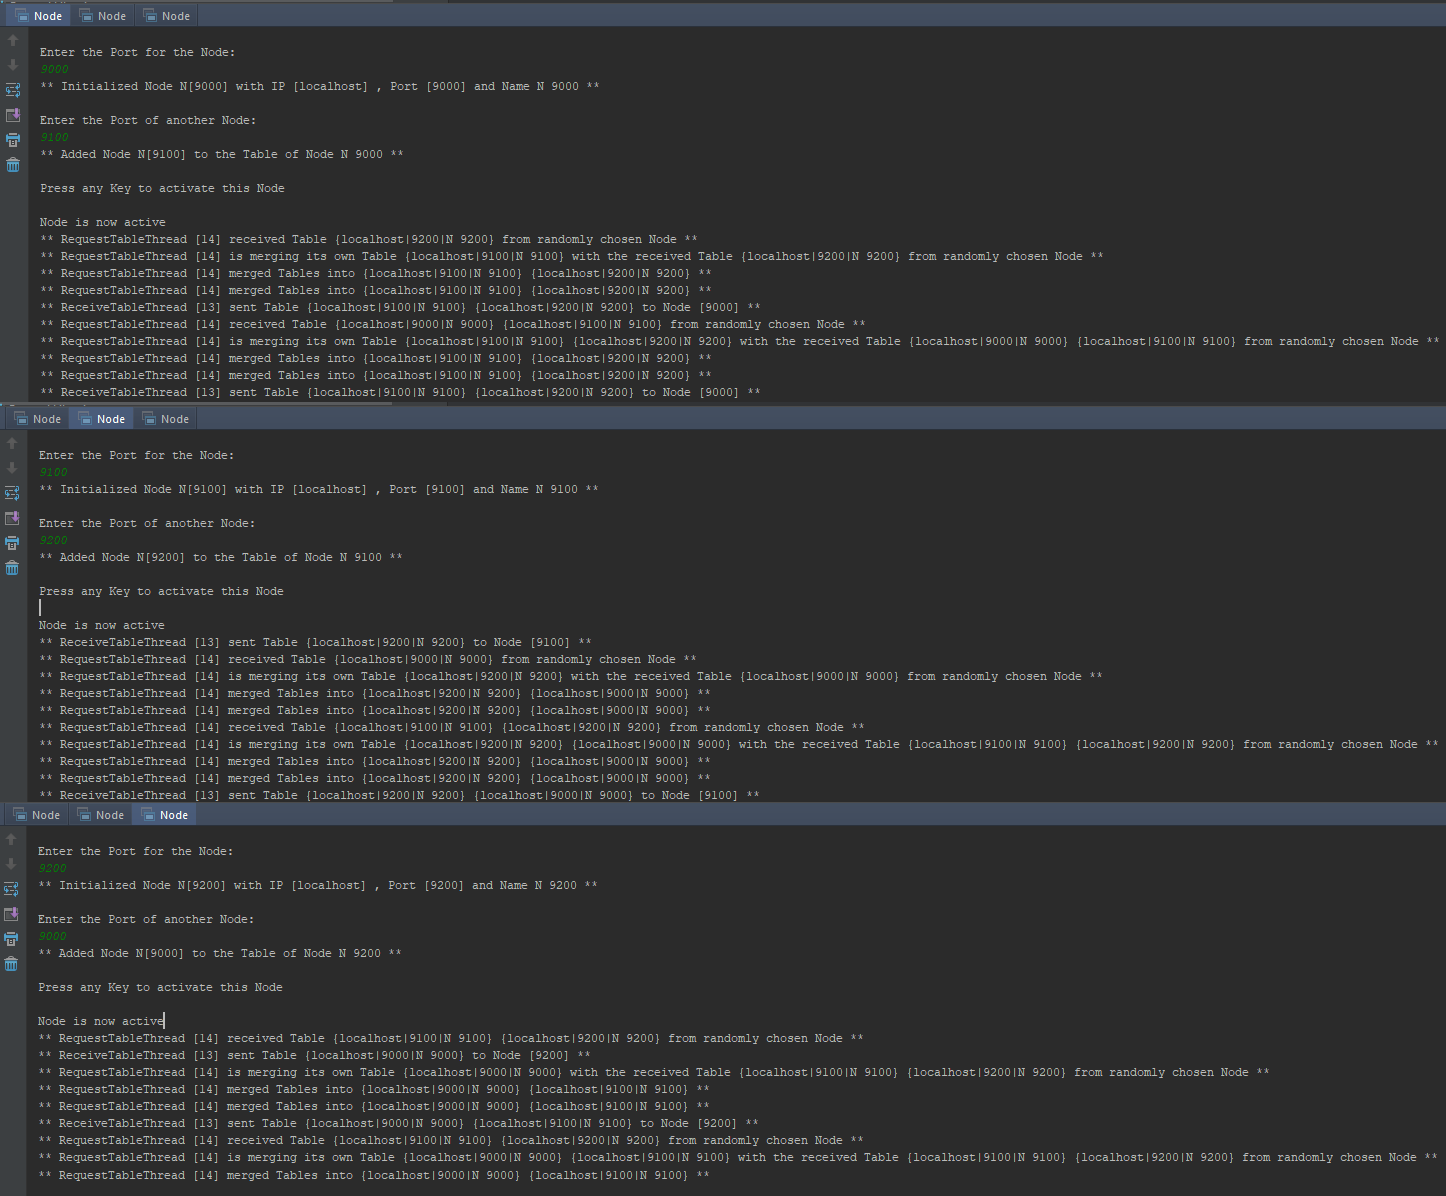 Node Node Node
Enter the Port for the Node:
9000
** Initialized Node N[9000] with IP [localhost] , Port [9000] and Name N 9000 **
Enter the Port of another Node:
9100
** Added Node N[9100] to the Table of Node N 9000 **
Press any Key to activate this Node
Node is now active
** RequestTableThread [14] received Table {localhost|9200|N 9200} from randomly chosen Node **
** RequestTableThread [14] is merging its own Table {localhost|9100|N 9100} with the received Table {localhost|9200|N 9200} from randomly chosen Node **
** RequestTableThread [14] merged Tables into {localhost|9100|N 9100} {localhost|9200|N 9200} **
** RequestTableThread [14] merged Tables into {localhost|9100|N 9100} {localhost|9200|N 9200} **
** ReceiveTableThread [13] sent Table {localhost|9100|N 9100} {localhost|9200|N 9200} to Node [9000] **
** RequestTableThread [14] received Table {localhost|9000|N 9000} {localhost|9100|N 9100} from randomly chosen Node **
** RequestTableThread [14] is merging its own Table {localhost|9100|N 9100} {localhost|9200|N 9200} with the received Table {localhost|9000|N 9000} {localhost|9100|N 9100} from randomly chosen Node **
** RequestTableThread [14] merged Tables into {localhost|9100|N 9100} {localhost|9200|N 9200} **
** RequestTableThread [14] merged Tables into {localhost|9100|N 9100} {localhost|9200|N 9200} **
** ReceiveTableThread [13] sent Table {localhost|9100|N 9100} {localhost|9200|N 9200} to Node [9000] **
Node Node Node
Enter the Port for the Node:
9100
** Initialized Node N[9100] with IP [localhost] , Port [9100] and Name N 9100 **
Enter the Port of another Node:
9200
** Added Node N[9200] to the Table of Node N 9100 **
Press any Key to activate this Node
Node is now active
** ReceiveTableThread [13] sent Table {localhost|9200|N 9200} to Node [9100] **
** RequestTableThread [14] received Table {localhost|9000|N 9000} from randomly chosen Node **
** RequestTableThread [14] is merging its own Table {localhost|9200|N 9200} with the received Table {localhost|9000|N 9000} from randomly chosen Node **
** RequestTableThread [14] merged Tables into {localhost|9200|N 9200} {localhost|9000|N 9000} **
** RequestTableThread [14] merged Tables into {localhost|9200|N 9200} {localhost|9000|N 9000} **
** RequestTableThread [14] received Table {localhost|9100|N 9100} {localhost|9200|N 9200} from randomly chosen Node **
** RequestTableThread [14] is merging its own Table {localhost|9200|N 9200} {localhost|9000|N 9000} with the received Table {localhost|9100|N 9100} {localhost|9200|N 9200} from randomly chosen Node **
** RequestTableThread [14] merged Tables into {localhost|9200|N 9200} {localhost|9000|N 9000} **
** RequestTableThread [14] merged Tables into {localhost|9200|N 9200} {localhost|9000|N 9000} **
** ReceiveTableThread [13] sent Table {localhost|9200|N 9200} {localhost|9000|N 9000} to Node [9100] **
Node Node Node
Enter the Port for the Node:
9200
** Initialized Node N[9200] with IP [localhost] , Port [9200] and Name N 9200 **
Enter the Port of another Node:
9000
** Added Node N[9000] to the Table of Node N 9200 **
Press any Key to activate this Node
Node is now active
** RequestTableThread [14] received Table {localhost|9100|N 9100} {localhost|9200|N 9200} from randomly chosen Node **
** ReceiveTableThread [13] sent Table {localhost|9000|N 9000} to Node [9200] **
** RequestTableThread [14] is merging its own Table {localhost|9000|N 9000} with the received Table {localhost|9100|N 9100} {localhost|9200|N 9200} from randomly chosen Node **
** RequestTableThread [14] merged Tables into {localhost|9000|N 9000} {localhost|9100|N 9100} **
** RequestTableThread [14] merged Tables into {localhost|9000|N 9000} {localhost|9100|N 9100} **
** ReceiveTableThread [13] sent Table {localhost|9000|N 9000} {localhost|9100|N 9100} to Node [9200] **
** RequestTableThread [14] received Table {localhost|9100|N 9100} {localhost|9200|N 9200} from randomly chosen Node **
** RequestTableThread [14] is merging its own Table {localhost|9000|N 9000} {localhost|9100|N 9100} with the received Table {localhost|9100|N 9100} {localhost|9200|N 9200} from randomly chosen Node **
** RequestTableThread [14] merged Tables into {localhost|9000|N 9000} {localhost|9100|N 9100} **